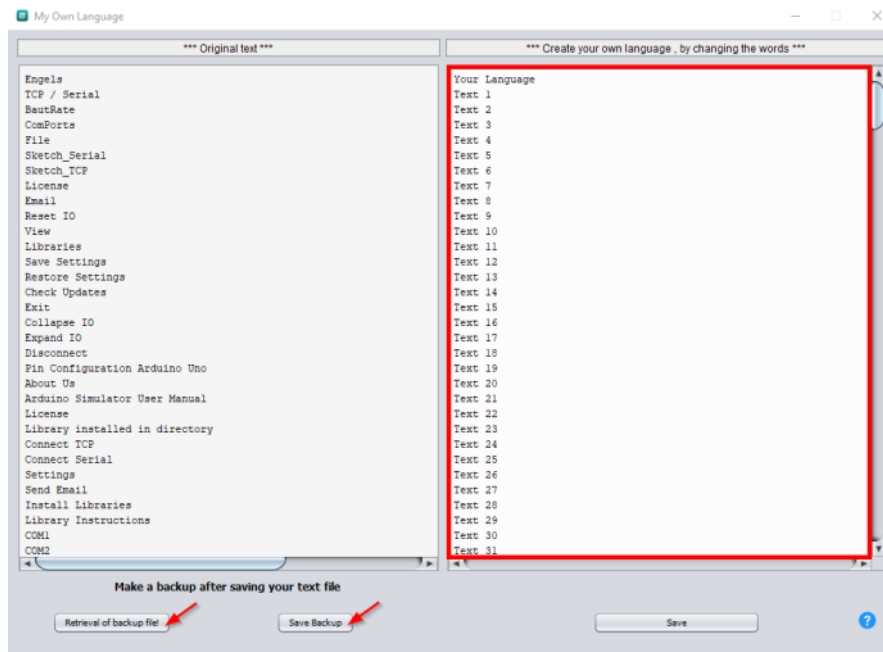 My Own Language
*** Original text ***
*** Create your own language , by changing the words ***
Engels
TCP / Serial
BautRate
ComPorts
File
Sketch_Serial
Sketch_TCP
License
Email
Reset IO
View
Libraries
Save Settings
Restore Settings
Check Updates
Exit
Collapse IO
Expand IO
Disconnect
Pin Configuration Arduino Uno
About Us
Arduino Simulator User Manual
License
Library installed in directory
Connect TCP
Connect Serial
Settings
Send Email
Install Libraries
Library Instructions
COM1
COM2
Your Language
Text 1
Text 2
Text 3
Text 4
Text 5
Text 6
Text 7
Text 8
Text 9
Text 10
Text 11
Text 12
Text 13
Text 14
Text 15
Text 16
Text 17
Text 18
Text 19
Text 20
Text 21
Text 22
Text 23
Text 24
Text 25
Text 26
Text 27
Text 28
Text 29
Text 30
Text 31
Make a backup after saving your text file
Retrieval of backup file!
Save Backup
Save
?